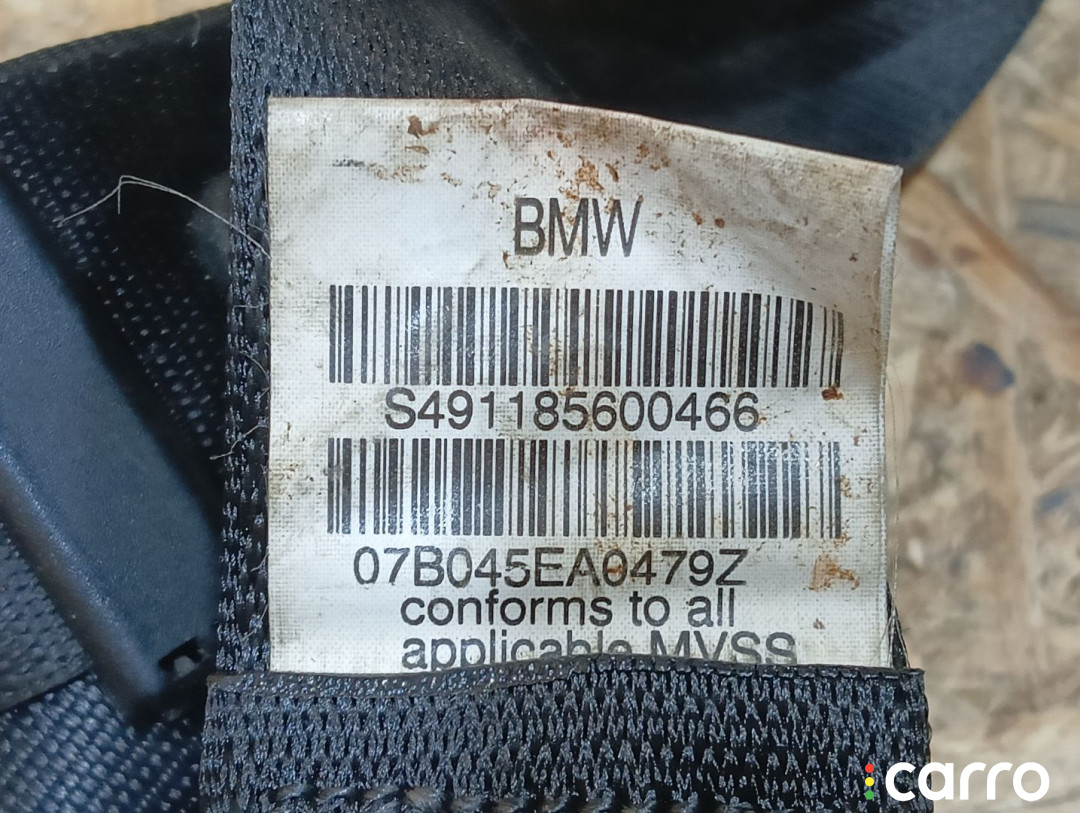 BMW
S491185600466
07B045EA0479Z
conforms to all
applicable MVSS
carro